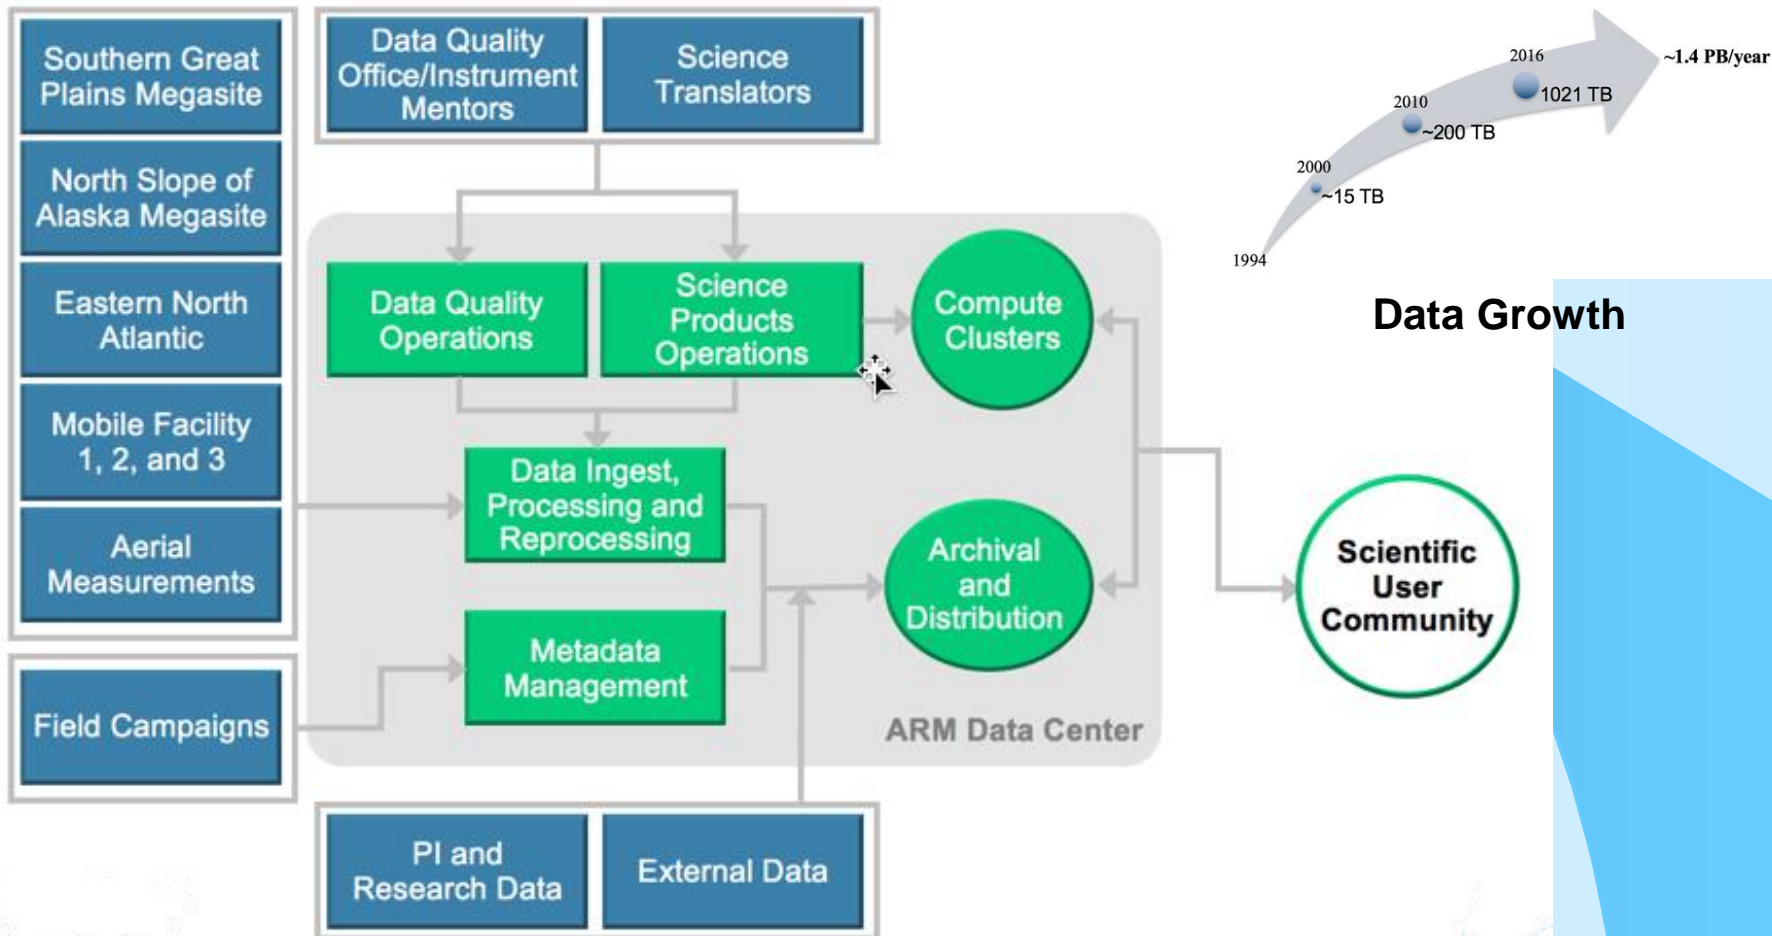 Southern Great
Plains Megasite
North Slope of
Alaska Megasite
Eastern North
Atlantic
Mobile Facility
1, 2, and 3
Aerial
Measurements
Field Campaigns
Data Quality
Office/Instrument
Mentors
Science
Translators
Data Quality
Operations
Science
Products
Operations
Compute
Clusters
Data Ingest,
Processing and
Reprocessing
Archival
and
Distribution
Metadata
Management
ARM Data Center
PI and
Research Data
External Data
Scientific
User
Community
1994
2000
~15 TB
2010
~200 TB
2016
1021 TB
~1.4 PB/year
Data Growth